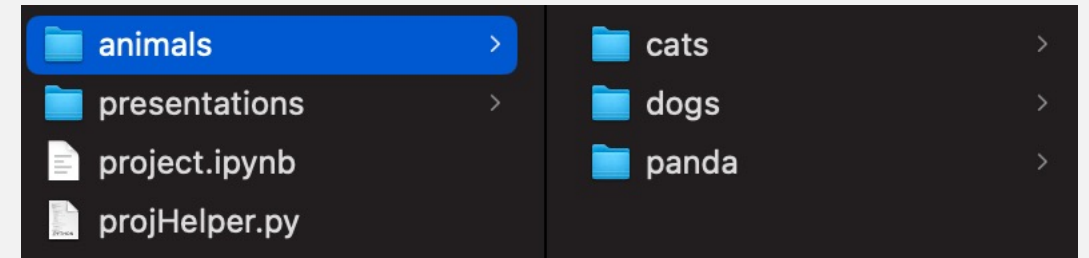 animals
presentations
project.ipynb
projHelper.py
cats
dogs
panda